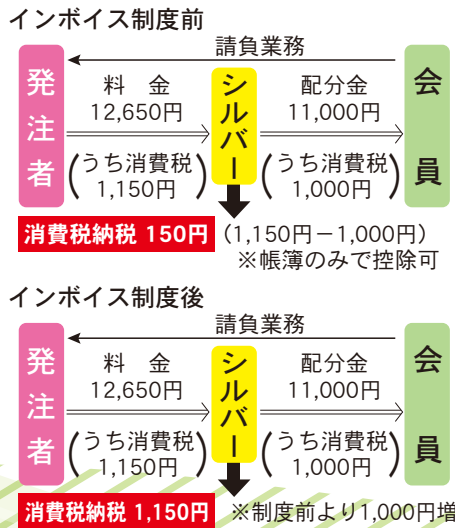 インボイス制度前
請負業務
発注者
料　金
12,650円
(うち消費税
1,150円)
シルバー
配分金
11,000円
(うち消費税
1,000円)
会員
消費税納税 150円 (1,150円－1,000円)
※帳簿のみで控除可
インボイス制度後
請負業務
発注者
料　金
12,650円
(うち消費税
1,150円)
シルバー
配分金
11,000円
(うち消費税
1,000円)
会員
消費税納税 1,150円 ※制度前より1,000円増